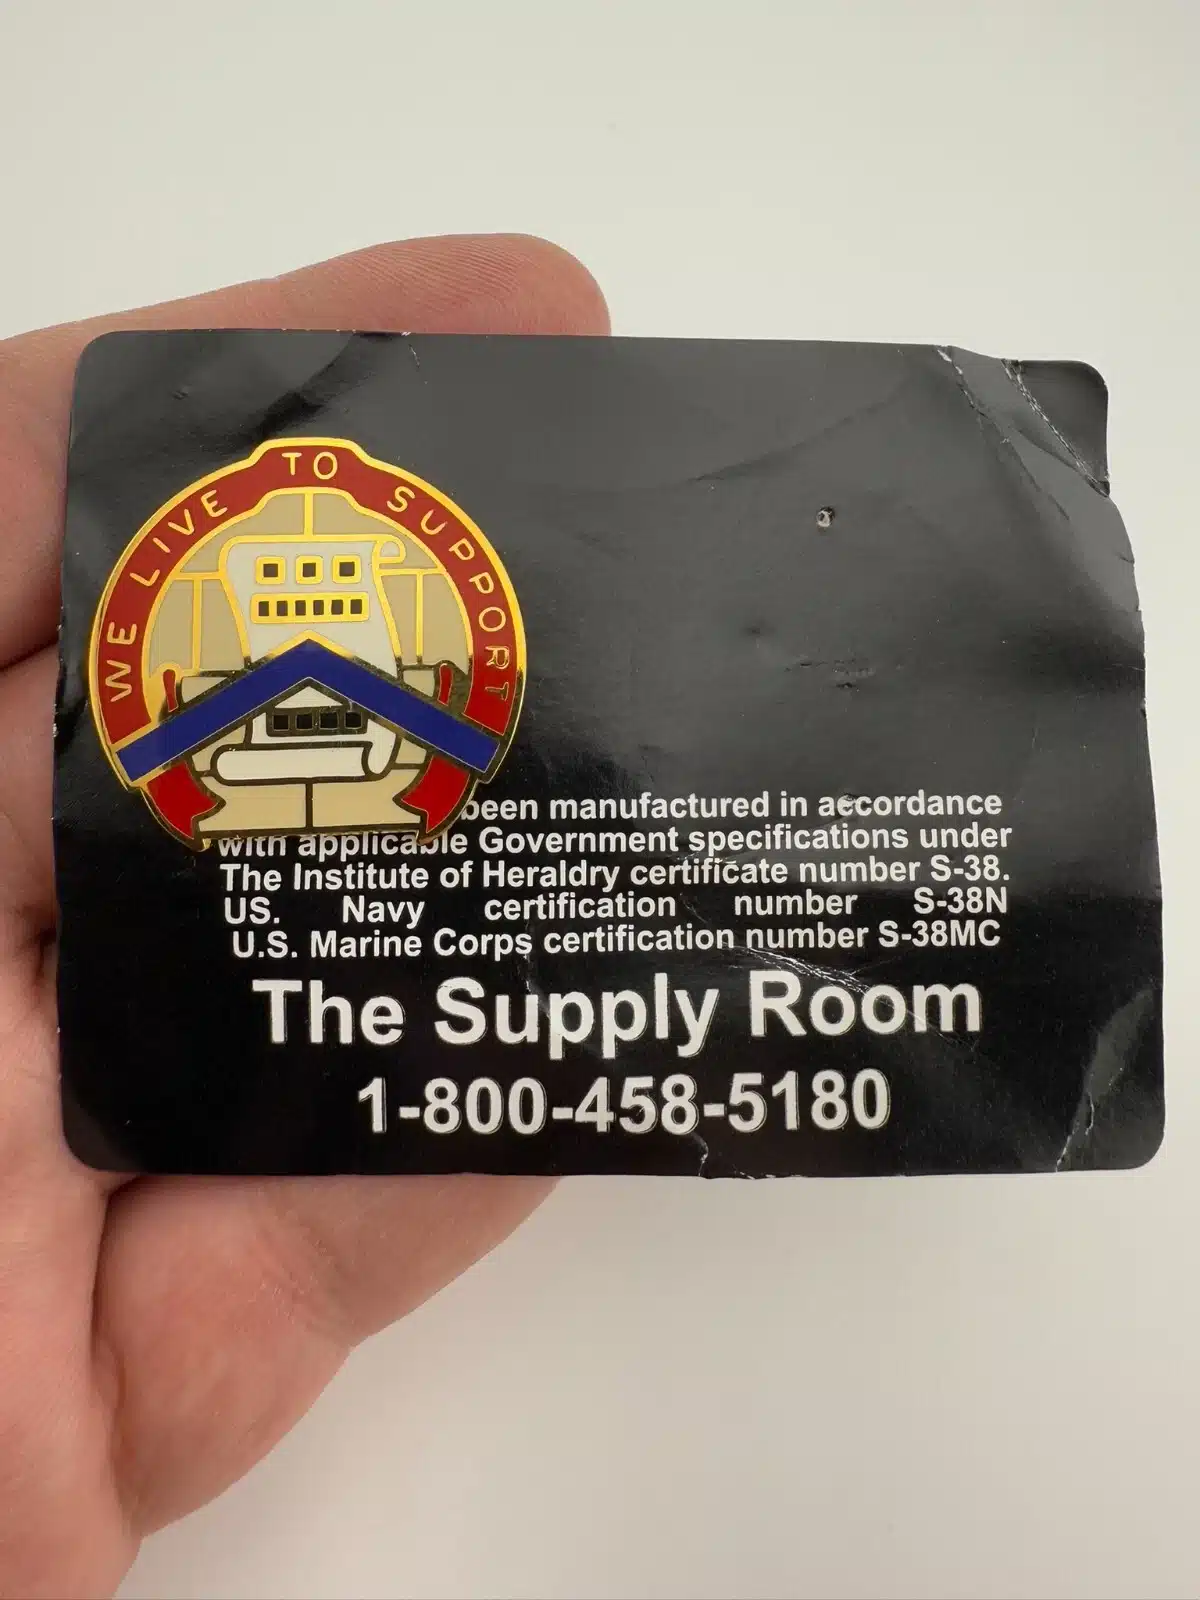 WE LIVE TO SUPPORT
been manufactured in accordance
with applicable Government specifications under
The Institute of Heraldry certificate number S-38.
US. Navy certification number S-38N
U.S. Marine Corps certification number S-38MC
The Supply Room
1-800-458-5180